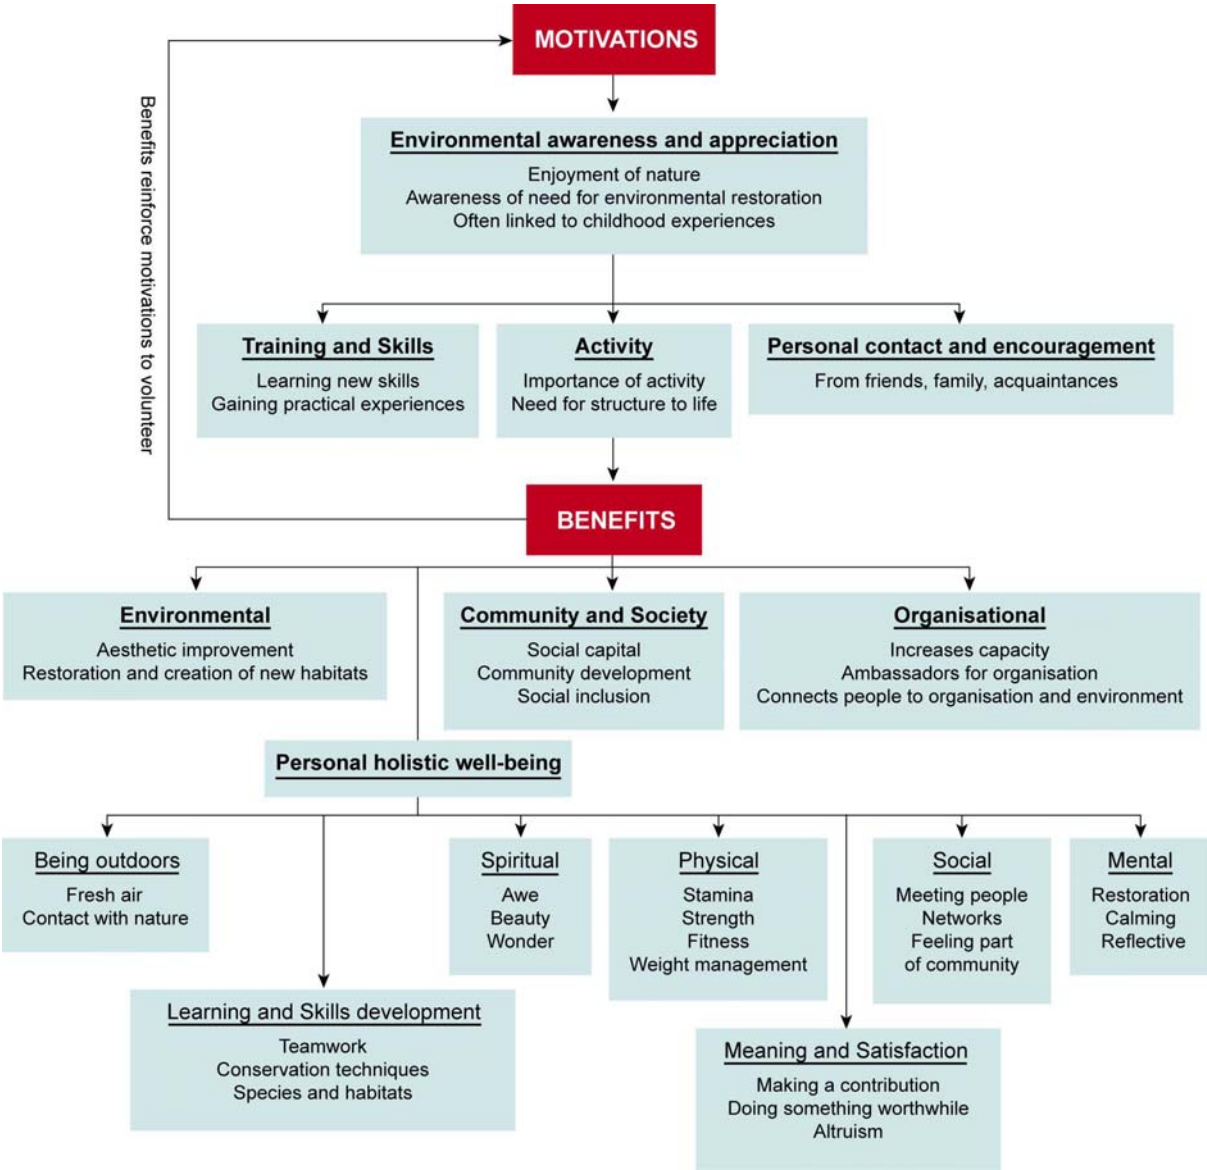 MOTIVATIONS
Benefits reinforce motivations to volunteer
Environmental awareness and appreciation
Enjoyment of nature
Awareness of need for environmental restoration
Often linked to childhood experiences
Training and Skills
Learning new skills
Gaining practical experiences
Activity
Importance of activity
Need for structure to life
Personal contact and encouragement
From friends, family, acquaintances
BENEFITS
Environmental
Aesthetic improvement
Restoration and creation of new habitats
Community and Society
Social capital
Community development
Social inclusion
Organisational
Increases capacity
Ambassadors for organisation
Connects people to organisation and environment
Personal holistic well-being
Being outdoors
Fresh air
Contact with nature
Spiritual
Awe
Beauty
Wonder
Physical
Stamina
Strength
Fitness
Weight management
Social
Meeting people
Networks
Feeling part
of community
Mental
Restoration
Calming
Reflective
Learning and Skills development
Teamwork
Conservation techniques
Species and habitats
Meaning and Satisfaction
Making a contribution
Doing something worthwhile
Altruism